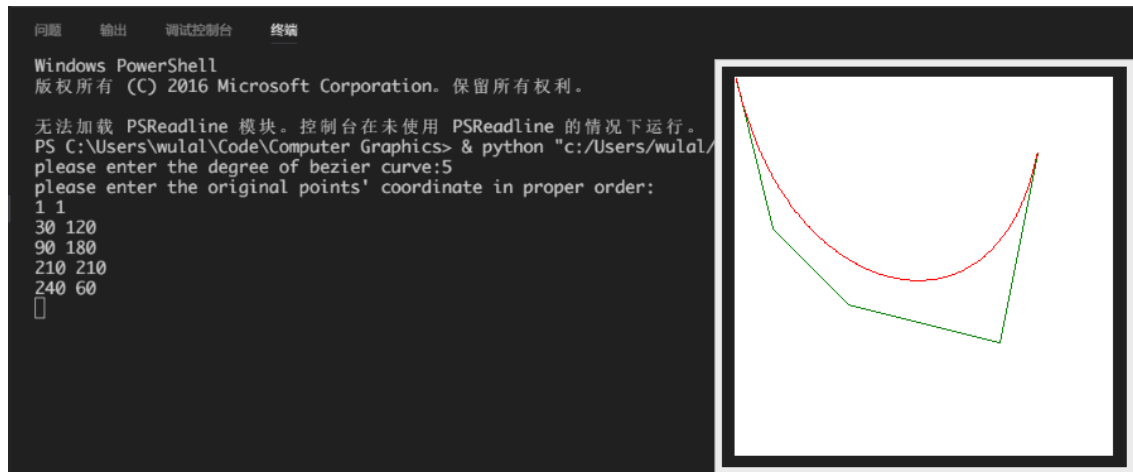 问题 输出 调试控制台 终端
Windows PowerShell
版权所有 (C) 2016 Microsoft Corporation。保留所有权利。
无法加载 PSReadline 模块。控制台在未使用 PSReadline 的情况下运行。
PS C:\Users\wulal\Code\Computer Graphics> & python "c:/Users/wulal/
please enter the degree of bezier curve:5
please enter the original points' coordinate in proper order:
1 1
30 120
90 180
210 210
240 60